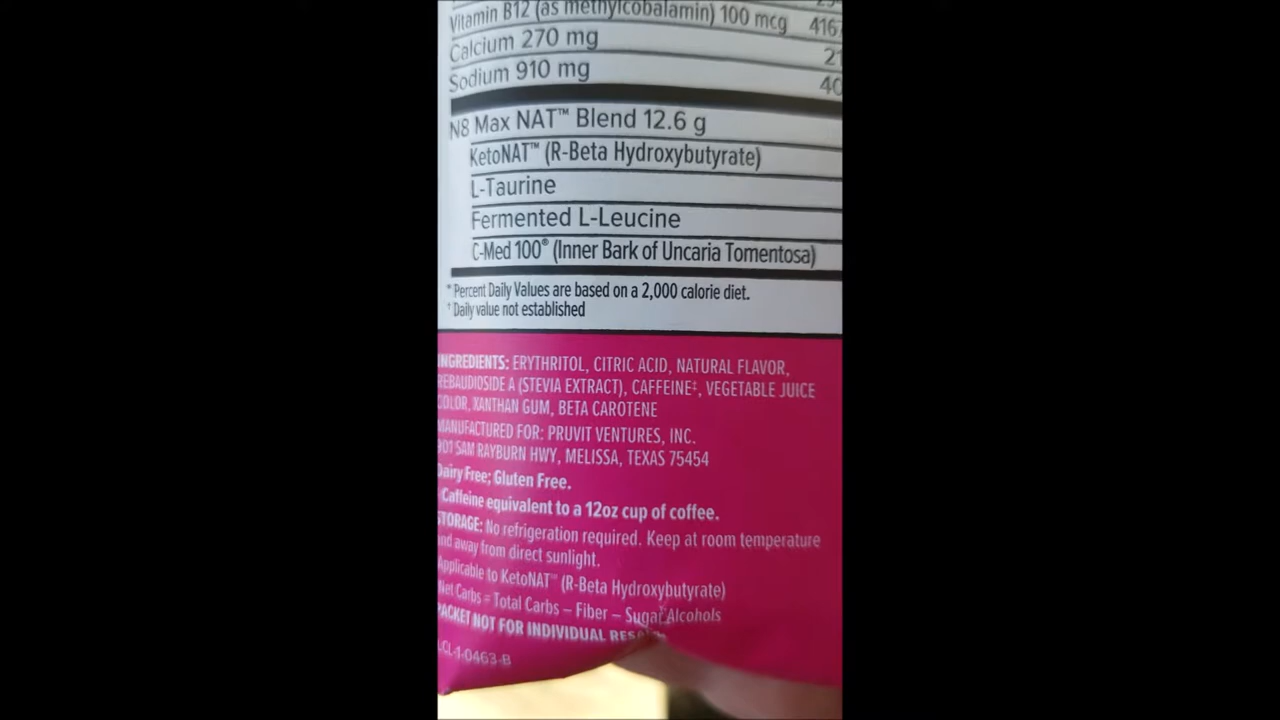 Vitamin B12 (as methylcobalamin) 100 mcg 4167
Calcium 270 mg 21
Sodium 910 mg 40
N8 Max NAT™ Blend 12.6 g
KetoNAT™ (R-Beta Hydroxybutyrate)
L-Taurine
Fermented L-Leucine
C-Med 100® (Inner Bark of Uncaria Tomentosa)
* Percent Daily Values are based on a 2,000 calorie diet.
† Daily value not established
INGREDIENTS: ERYTHRITOL, CITRIC ACID, NATURAL FLAVOR,
REBAUDIOSIDE A (STEVIA EXTRACT), CAFFEINE‡, VEGETABLE JUICE
COLOR, XANTHAN GUM, BETA CAROTENE
MANUFACTURED FOR: PRUVIT VENTURES, INC.
901 SAM RAYBURN HWY, MELISSA, TEXAS 75454
Dairy Free; Gluten Free.
Caffeine equivalent to a 12oz cup of coffee.
STORAGE: No refrigeration required. Keep at room temperature
and away from direct sunlight.
Applicable to KetoNAT™ (R-Beta Hydroxybutyrate)
Net Carbs = Total Carbs – Fiber – Sugar Alcohols
PACKET NOT FOR INDIVIDUAL
LCL-1-0463-B